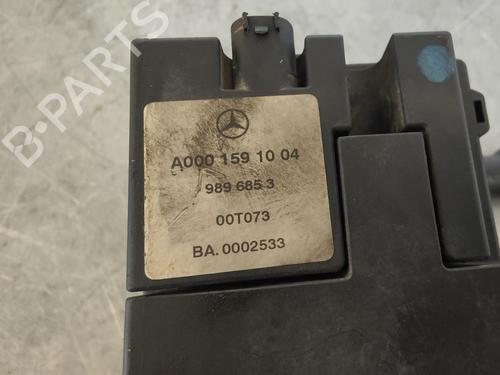 B-PARTS
A000 159 10 04
989 685 3
00T073
BA. 0002533